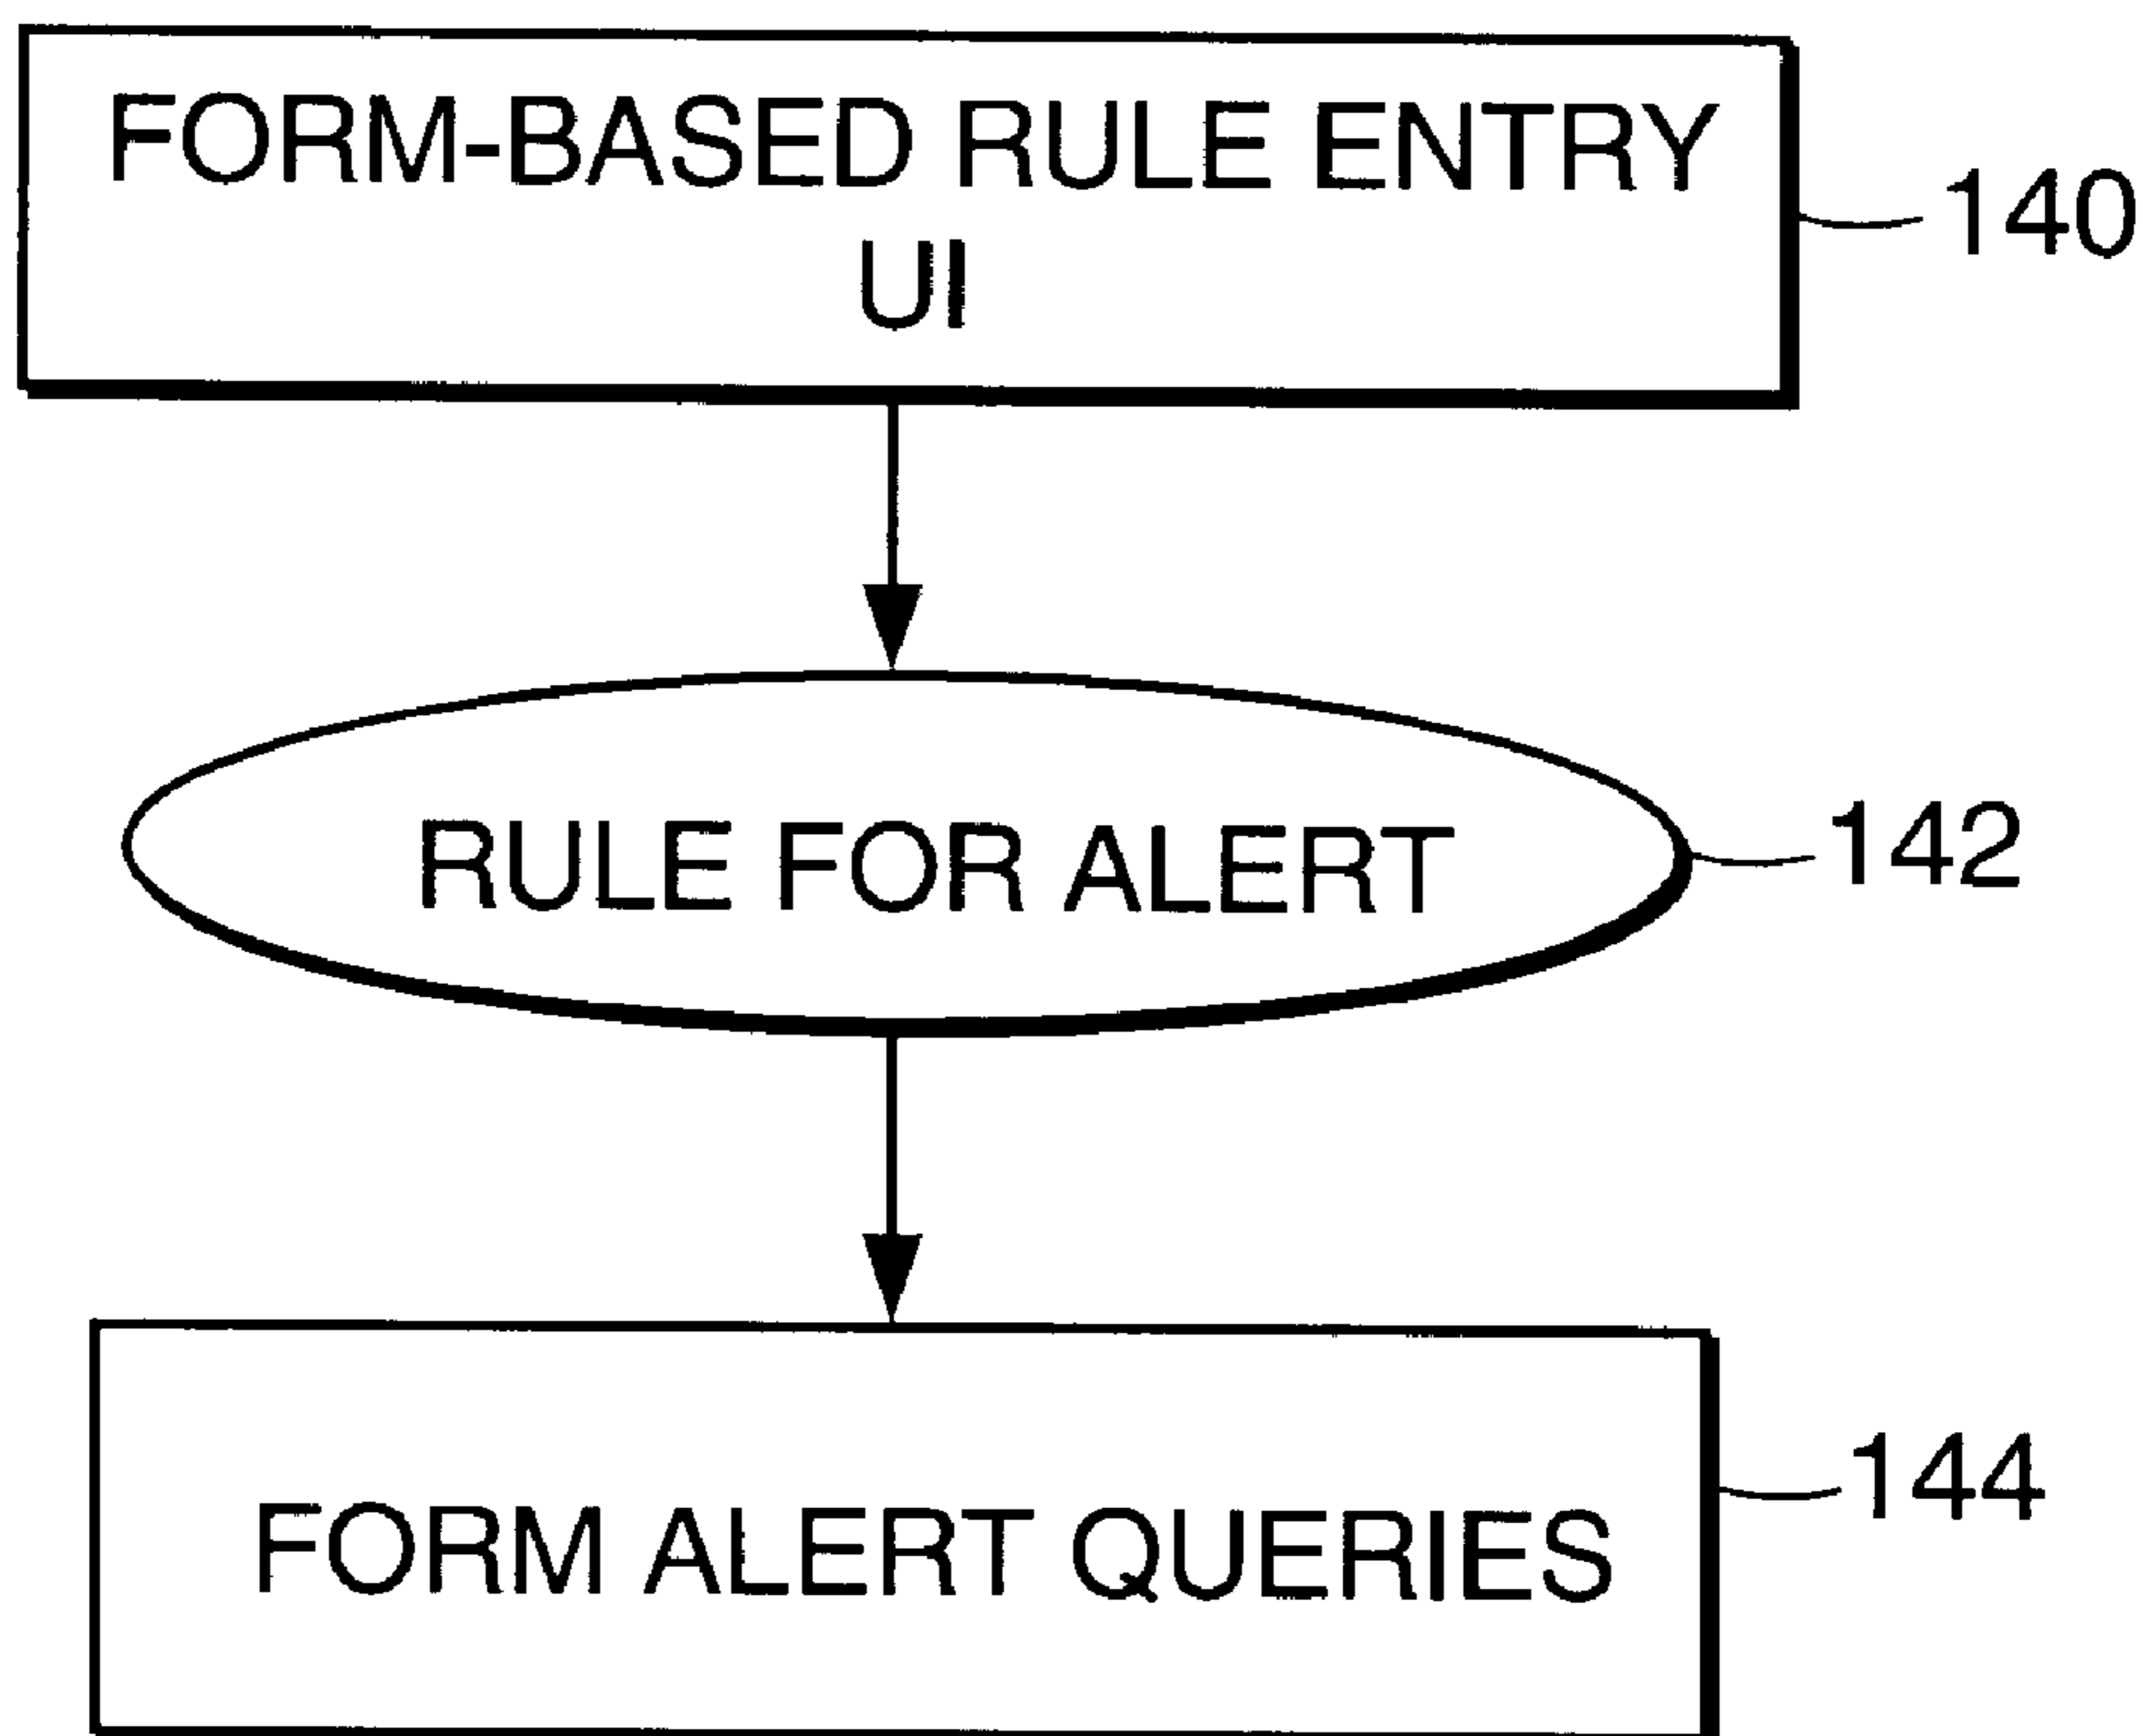 FORM-BASED RULE ENTRY
UI
140
RULE FOR ALERT
142
FORM ALERT QUERIES
144